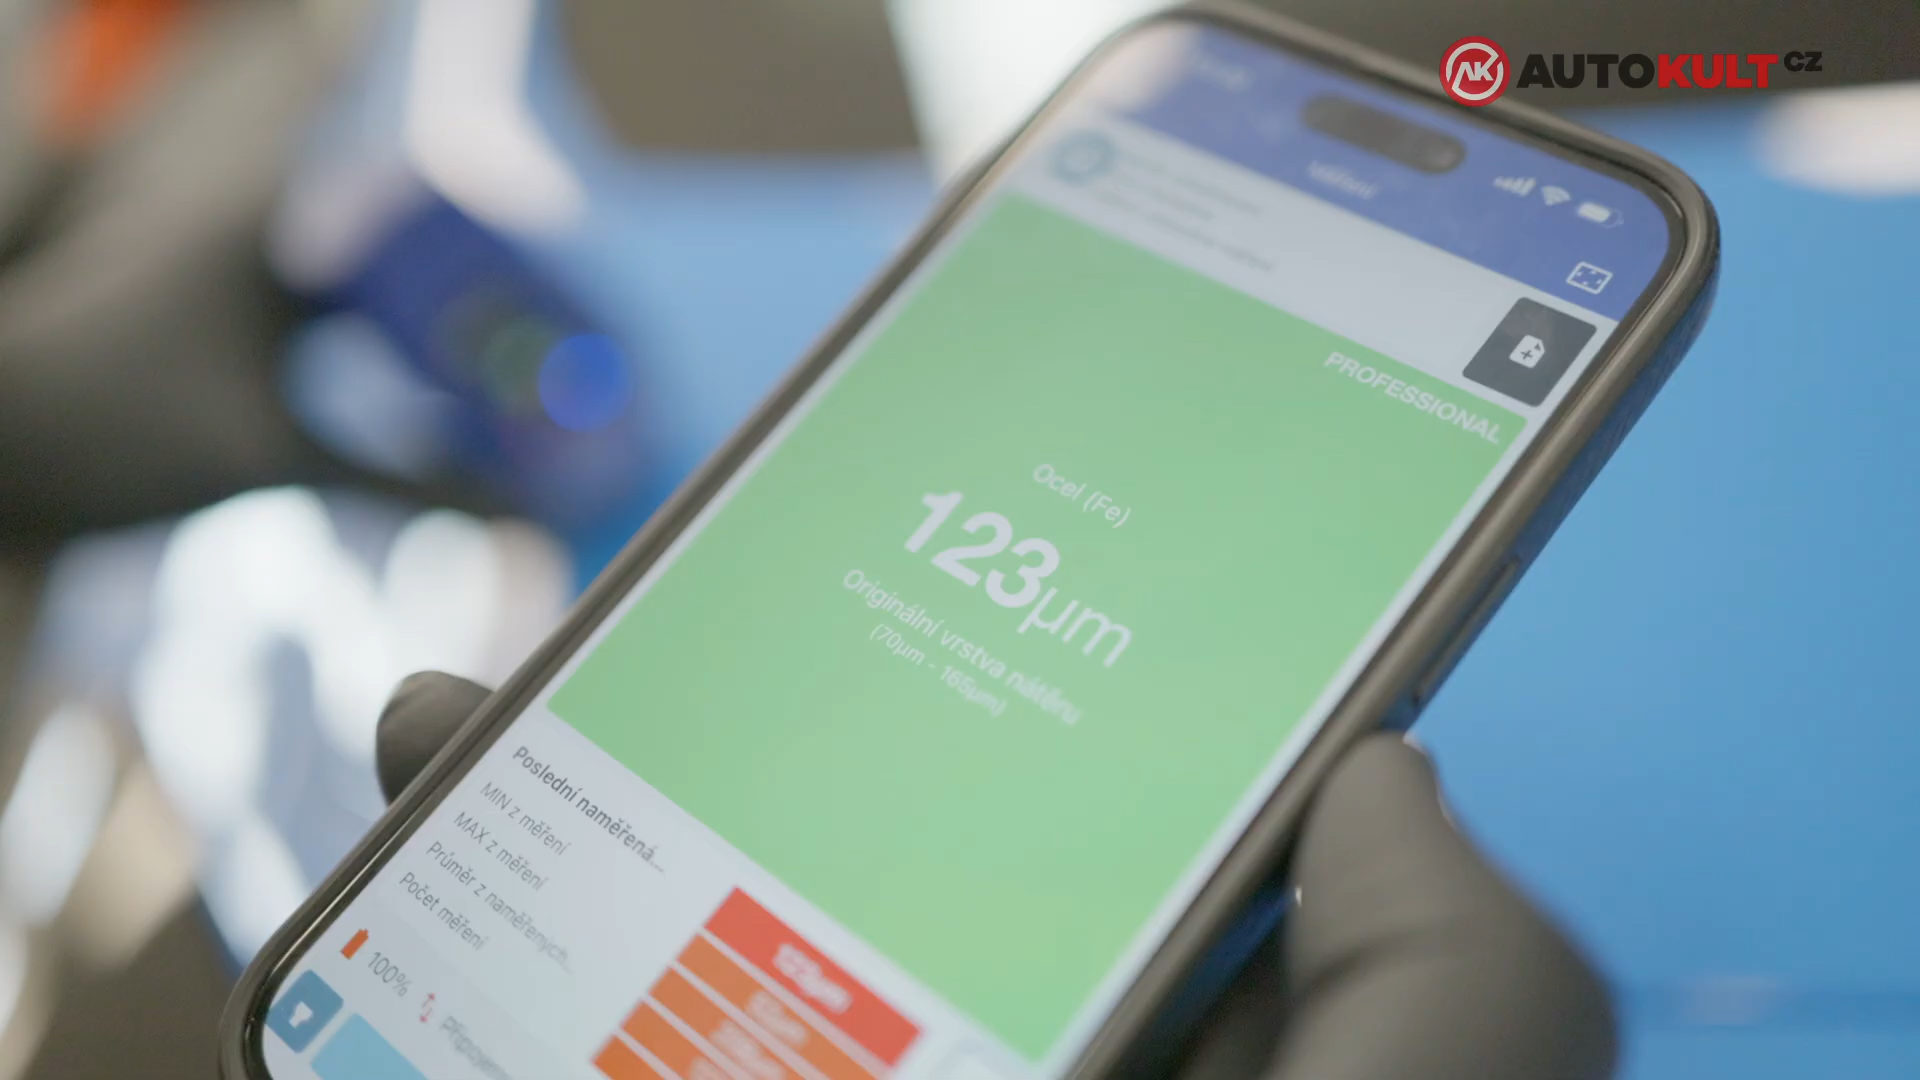 AUTOKULT CZ
PROFESSIONAL
Ocel (Fe)
123µm
Originální vrstva nátěru
(70µm - 165µm)
Poslední naměřená...
MIN z měření
MAX z měření
Průměr z naměřených...
Počet měření
123µm
100%